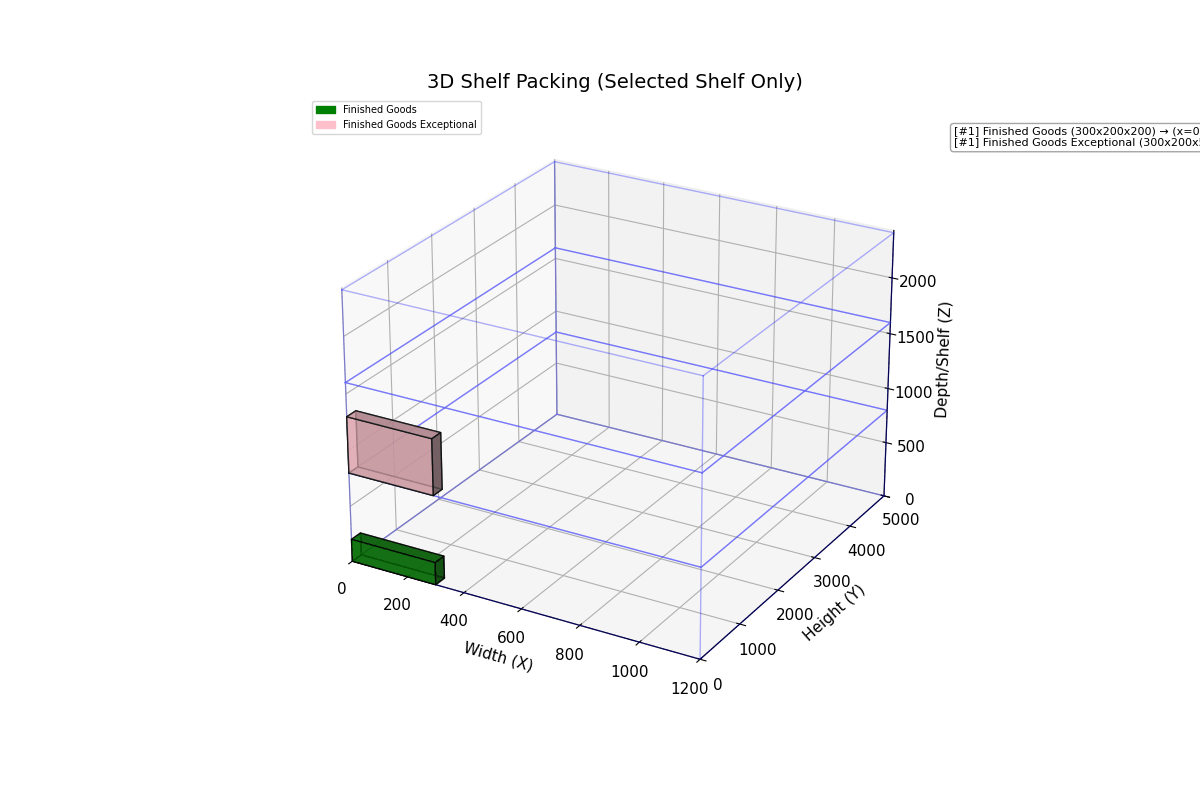 3D Shelf Packing (Selected Shelf Only)
Finished Goods
Finished Goods Exceptional
[#1] Finished Goods (300x200x200) → (x=0
[#1] Finished Goods Exceptional (300x200x
2000
1500
1000
500
0
Depth/Shelf (Z)
5000
4000
3000
2000
1000
0
Height (Y)
0
200
400
600
800
1000
1200
Width (X)